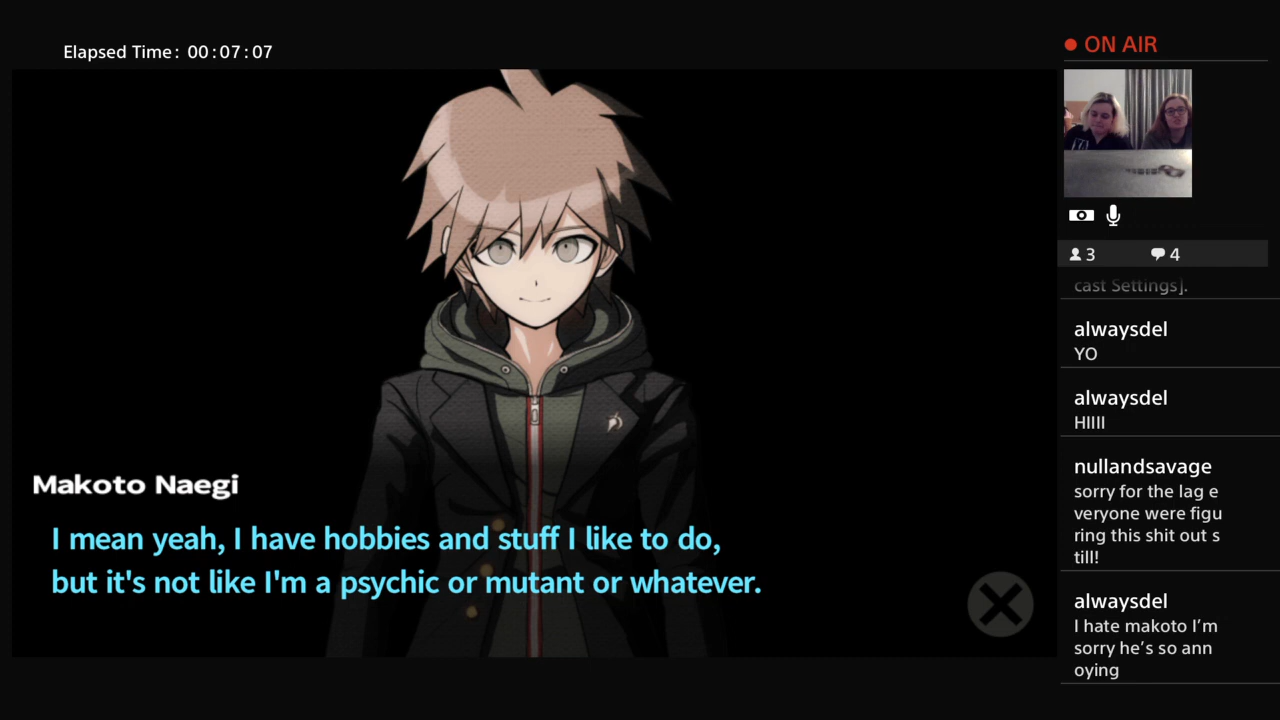 Elapsed Time: 00:07:07
ON AIR
3
4
cast Settings].
alwaysdel
YO
alwaysdel
HIIII
nullandsavage
sorry for the lag e
veryone were figu
ring this shit out s
till!
alwaysdel
I hate makoto I’m
sorry he’s so ann
oying
Makoto Naegi
I mean yeah, I have hobbies and stuff I like to do,
but it's not like I'm a psychic or mutant or whatever.